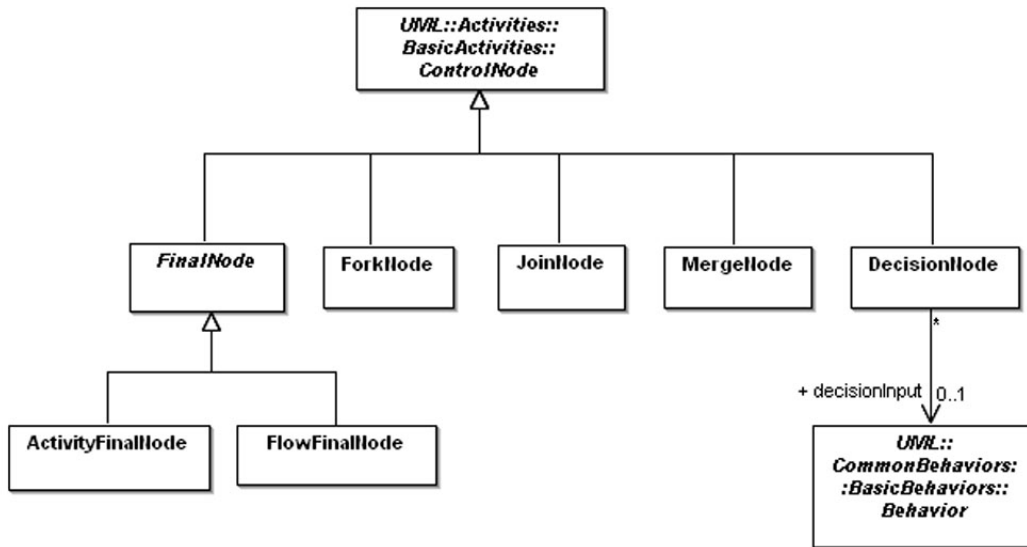 UML::Activities::
BasicActivities::
ControlNode
FinalNode
ForkNode
JoinNode
MergeNode
DecisionNode
*
+ decisionInput
0..1
ActivityFinalNode
FlowFinalNode
UML::
CommonBehaviors:
:BasicBehaviors::
Behavior